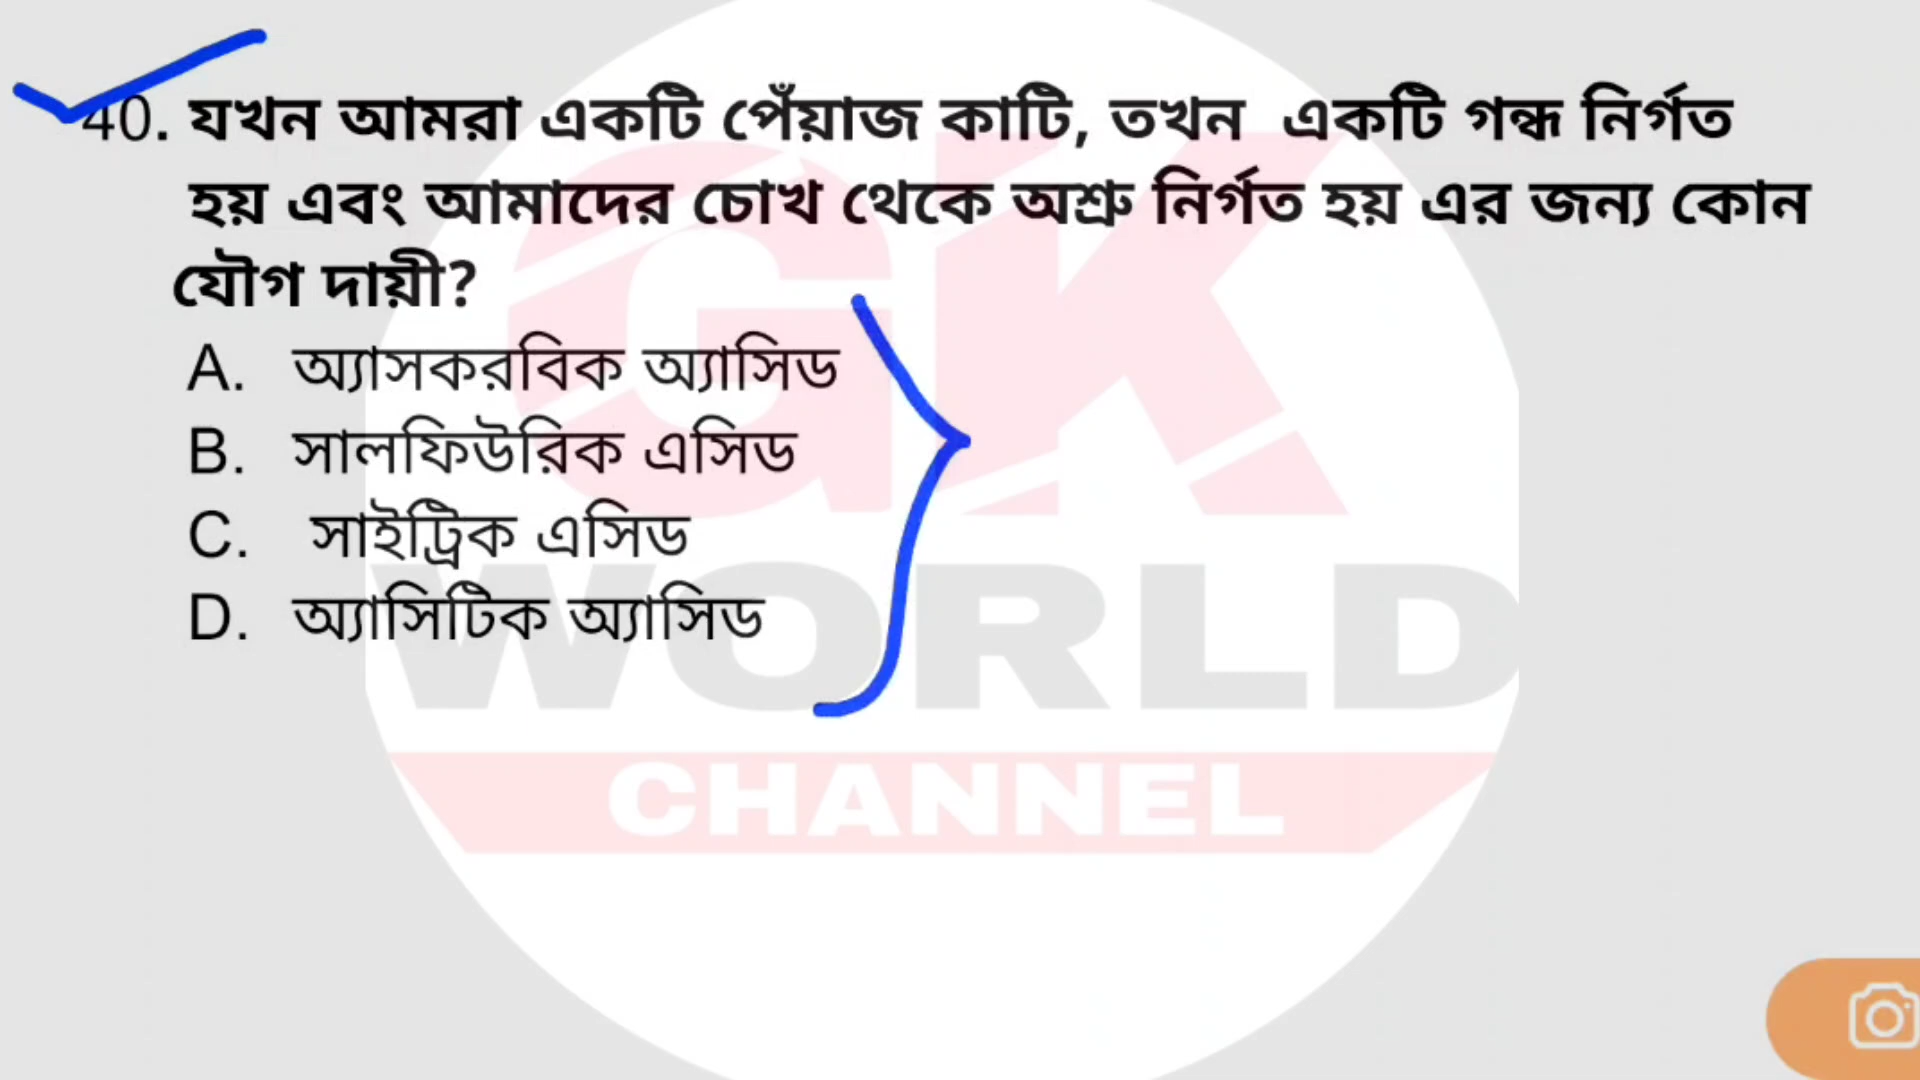 40. যখন আমরা একটি পেঁয়াজ কাটি, তখন একটি গন্ধ নির্গত
হয় এবং আমাদের চোখ থেকে অশ্রু নির্গত হয় এর জন্য কোন
যৌগ দায়ী?
A. অ্যাসকরবিক অ্যাসিড
B. সালফিউরিক এসিড
C. সাইট্রিক এসিড
D. অ্যাসিটিক অ্যাসিড
GK
WORLD
CHANNEL